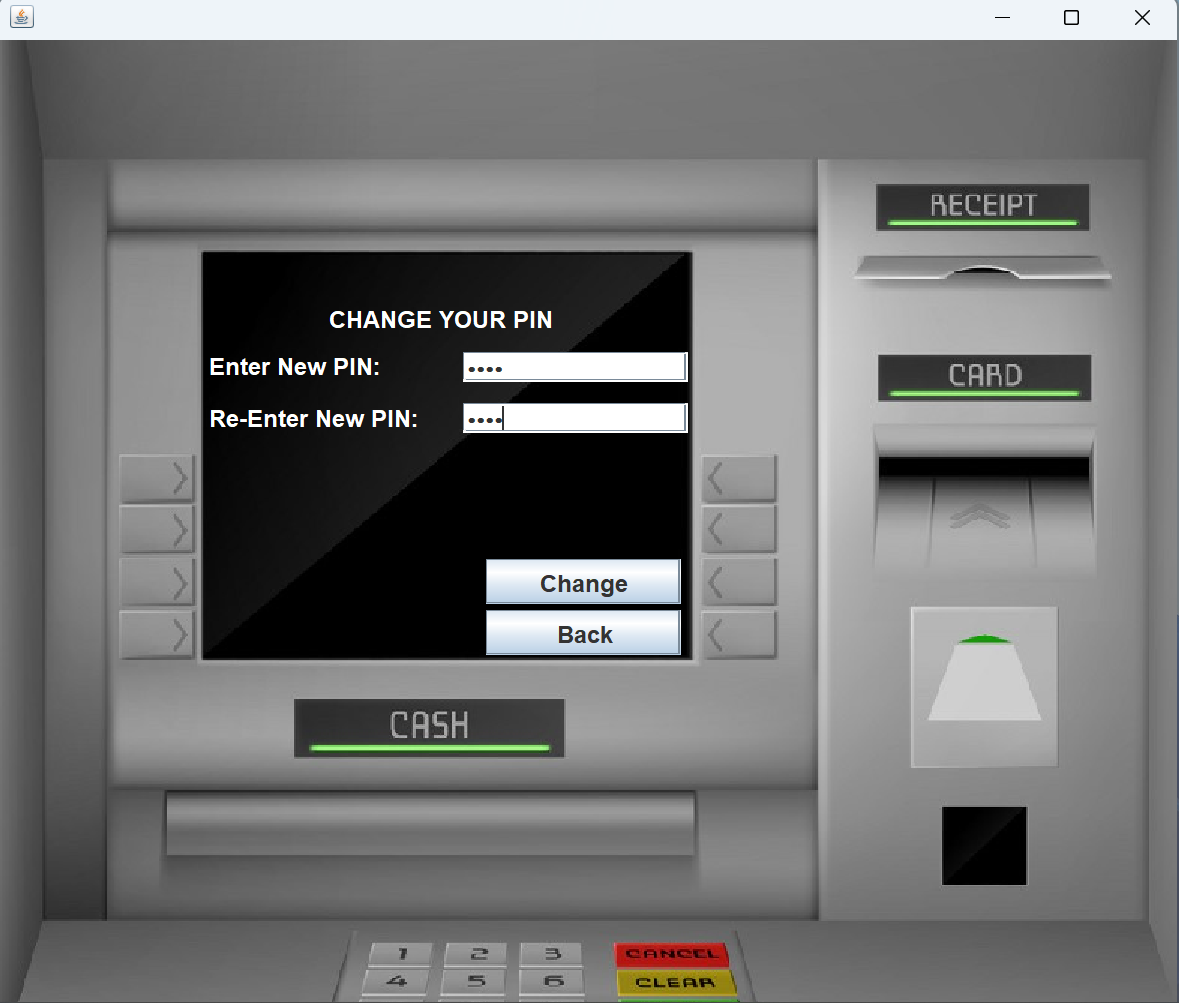 RECEIPT
CHANGE YOUR PIN
Enter New PIN: ••••
CARD
Re-Enter New PIN: ••••
Change
Back
CASH
1 2 3 CANCEL
4 5 6 CLEAR